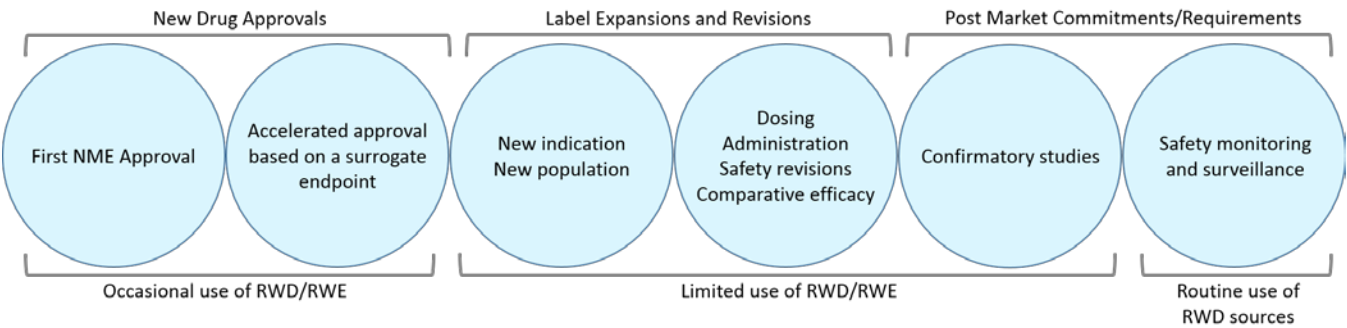 New Drug Approvals
Label Expansions and Revisions
Post Market Commitments/Requirements
First NME Approval
Accelerated approval
based on a surrogate
endpoint
New indication
New population
Dosing
Administration
Safety revisions
Comparative efficacy
Confirmatory studies
Safety monitoring
and surveillance
Occasional use of RWD/RWE
Limited use of RWD/RWE
Routine use of
RWD sources